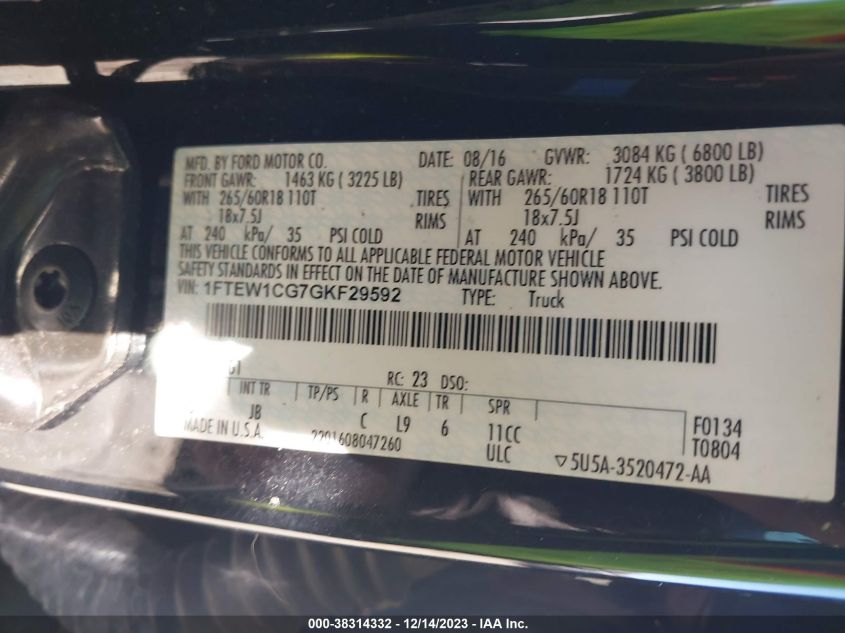 MFD. BY FORD MOTOR CO. DATE: 08/16 GVWR: 3084 KG ( 6800 LB)
FRONT GAWR: 1463 KG ( 3225 LB) REAR GAWR: 1724 KG ( 3800 LB)
WITH 265/60R18 110T TIRES WITH 265/60R18 110T TIRES
18x7.5J RIMS 18x7.5J RIMS
AT 240 kPa/ 35 PSI COLD AT 240 kPa/ 35 PSI COLD
THIS VEHICLE CONFORMS TO ALL APPLICABLE FEDERAL MOTOR VEHICLE
SAFETY STANDARDS IN EFFECT ON THE DATE OF MANUFACTURE SHOWN ABOVE.
VIN: 1FTEW1CG7GKF29592 TYPE: Truck
RC: 23 DSO:
INT TR TP/PS R AXLE TR SPR
JB C L9 6 11CC F0134
MADE IN U.S.A. 2201608047260 ULC T0804
▽5U5A-3520472-AA
000-38314332 - 12/14/2023 - IAA Inc.